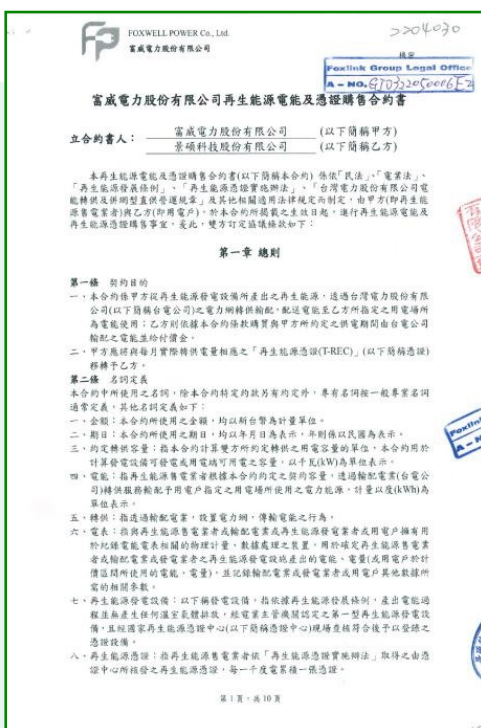 FOXWELL POWER Co., Ltd.
富威電力股份有限公司
2204030
Foxlink Group Legal Office
A - NO.
富威電力股份有限公司再生能源電能及憑證購售合約書
立合約書人： 富威電力股份有限公司 (以下簡稱甲方)
景碩科技股份有限公司 (以下簡稱乙方)
本再生能源電能及憑證購售合約書(以下簡稱本合約) 係依「民法」、「電業法」、
「再生能源發展條例」、「再生能源憑證實施辦法」、「台灣電力股份有限公司電
能轉供及併網型直供營運規章」及其他相關適用法律規定而制定，由甲方(即再生能
源售電業者)與乙方(即用電戶)，於本合約所揭載之生效日起，進行再生能源電能及
再生能源憑證購售事宜，爰此，雙方訂定協議條款如下：
第一章 總則
第一條 契約目的
一、本合約係甲方從再生能源發電設備所產出之再生能源，透過台灣電力股份有限
公司(以下簡稱台電公司)之電力網轉供輸配，配送電能至乙方所指定之用電場所
為電能使用；乙方則依據本合約條款購買與甲方所約定之供電期間由台電公司
輸配之電能並給付價金。
二、甲方應將與每月實際轉供電量相應之「再生能源憑證(T-REC)」(以下簡稱憑證)
移轉予乙方。
第二條 名詞定義
本合約中所使用之名詞，除本合約特定約款另有約定外，專有名詞按一般專業名詞
通常定義，其他名詞定義如下：
一、金額：本合約所使用之金額，均以新台幣為計量單位。
二、期日：本合約所使用之期日，均以年月日為表示，年則係以民國為表示。
三、約定轉供容量：指本合約計算雙方所約定轉供之用電容量的單位，本合約用於
計算發電設備可發電或用電端可用電之容量，以千瓦(kW)為單位表示。
四、電能：指再生能源售電業者根據本合約約定之契約容量，透過輸配電業(台電公
司)轉供服務輸配予用電戶指定之用電場所使用之電力能源，計量以度(kWh)為
單位表示。
五、轉供：指透過輸配電業，設置電力網，傳輸電能之行為。
六、電表：指與再生能源售電業者或輸配電業或再生能源發電業者或用電戶擁有用
於紀錄電能電表相關的物理計量、數據處理之裝置，用於確定再生能源售電業
者或輸配電業或發電業者之再生能源發電設施產出的電能、電量(或用電戶於計
價區間所使用的電能，電量)，並記錄輸配電業或發電業者或用電戶其他數據所
需的相關參數。
七、再生能源發電設備：以下稱發電設備，指依據再生能源發展條例，產出電能過
程並無產生任何溫室氣體排放，經電業主管機關認定之第一型再生能源發電設
備，且經國家再生能源憑證中心(以下簡稱憑證中心)現場查核符合後予以登錄之
憑證設備。
八、再生能源憑證：指再生能源售電業者依「再生能源憑證實施辦法」取得之由憑
證中心所核發之再生能源憑證，每一千度電累積一張憑證。
第 1 頁，共 10 頁